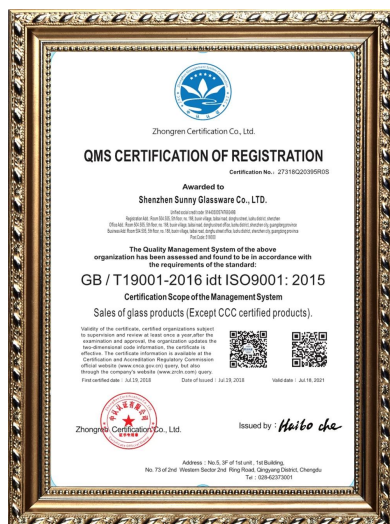 Zhongren Certification Co., Ltd.
QMS CERTIFICATION OF REGISTRATION
Certification No.: 27318Q20395R0S
Awarded to
Shenzhen Sunny Glassware Co., LTD.
The Quality Management System of the above
organization has been assessed and found to be in accordance with
the requirements of the standard:
GB / T19001-2016 idt ISO9001: 2015
Certification Scope of the Management System
Sales of glass products (Except CCC certified products).
Validity of the certificate, certified organizations subject
to supervision and review at least once a year,after the
examination and approval, the organization updates the
two-dimensional code information, the certificate is
effective. The certificate information is available at the
Certification and Accreditation Regulatory Commission
official website (www.cnca.gov.cn) query, but also
through the company's website (www.zrcln.com) query.
First certified date : Jul 19, 2018 Date of Issued : Jul 19, 2018 Valid date : Jul 18, 2021
Zhongren Certification Co., Ltd.
Issued by : Haibo che
Address : No.5, 3F of 1st unit , 1st Building,
No. 73 of 2nd Western Sector 2nd Ring Road, Qingyang District, Chengdu
Tel : 028-62373001